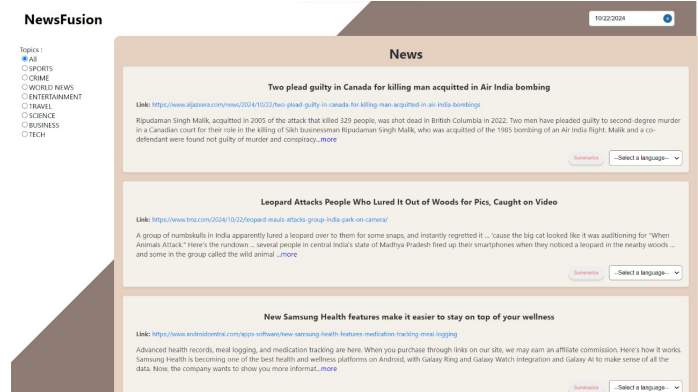 NewsFusion
10/22/2024
Topics :
All
SPORTS
CRIME
WORLD NEWS
ENTERTAINMENT
TRAVEL
SCIENCE
BUSINESS
TECH
News
Two plead guilty in Canada for killing man acquitted in Air India bombing
Link: https://www.aljazeera.com/news/2024/10/22/two-plead-guilty-in-canada-for-killing-man-acquitted-in-air-india-bombings
Ripudaman Singh Malik, acquitted in 2005 of the attack that killed 329 people, was shot dead in British Columbia in 2022. Two men have pleaded guilty to second-degree murder
in a Canadian court for their role in the killing of Sikh businessman Ripudaman Singh Malik, who was acquitted of the 1985 bombing of an Air India flight. Malik and a co-
defendant were found not guilty of murder and conspiracy...more
Summarize
--Select a language--
Leopard Attacks People Who Lured It Out of Woods for Pics, Caught on Video
Link: https://www.tmz.com/2024/10/22/leopard-mauls-attacks-group-india-park-on-camera/
A group of numbskulls in India apparently lured a leopard over to them for some snaps, and instantly regretted it ... 'cause the big cat looked like it was auditioning for "When
Animals Attack." Here's the rundown ... several people in central India's state of Madhya Pradesh fired up their smartphones when they noticed a leopard in the nearby woods ...
and some in the group called the wild animal ...more
Summarize
--Select a language--
New Samsung Health features make it easier to stay on top of your wellness
Link: https://www.androidcentral.com/apps-software/new-samsung-health-features-medication-tracking-meal-logging
Advanced health records, meal logging, and medication tracking are here. When you purchase through links on our site, we may earn an affiliate commission. Here's how it works.
Samsung Health is becoming one of the best health and wellness platforms on Android, with Galaxy Ring and Galaxy Watch integration and Galaxy AI to make sense of all the
data. Now, the company wants to show you more informat...more
Summarize
--Select a language--